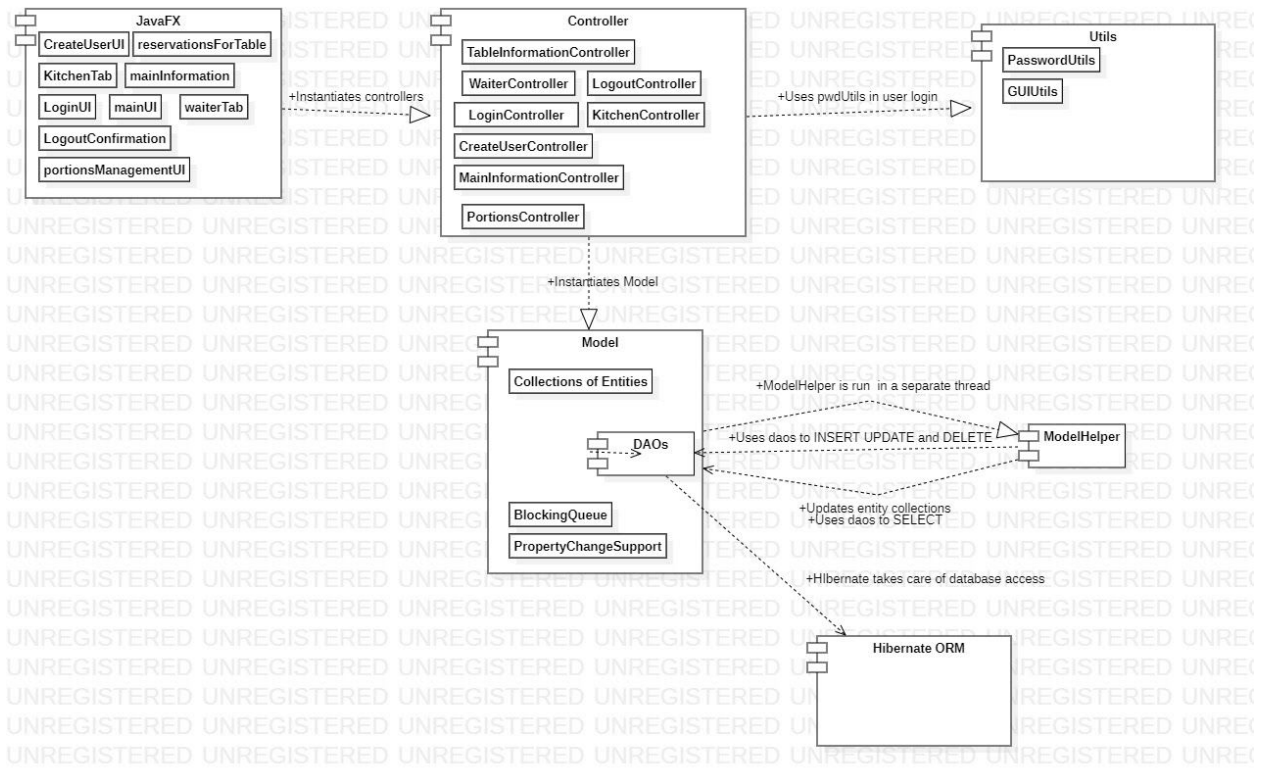 JavaFX
CreateUserUI
reservationsForTable
KitchenTab
mainInformation
LoginUI
mainUI
waiterTab
LogoutConfirmation
portionsManagementUI
+Instantiates controllers
Controller
TableInformationController
WaiterController
LogoutController
LoginController
KitchenController
CreateUserController
MainInformationController
PortionsController
+Uses pwdUtils in user login
Utils
PasswordUtils
GUIUtils
+Instantiates Model
Model
Collections of Entities
DAOs
BlockingQueue
PropertyChangeSupport
+ModelHelper is run in a separate thread
+Uses daos to INSERT UPDATE and DELETE
ModelHelper
+Updates entity collections
+Uses daos to SELECT
+HIbernate takes care of database access
Hibernate ORM
UNREGISTERED